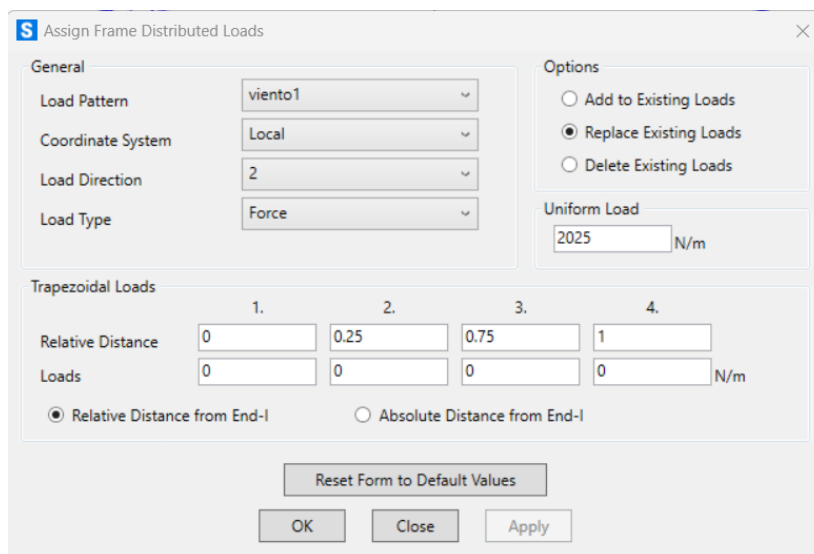 S Assign Frame Distributed Loads
General
Load Pattern viento1
Coordinate System Local
Load Direction 2
Load Type Force
Options
Add to Existing Loads
Replace Existing Loads
Delete Existing Loads
Uniform Load
2025 N/m
Trapezoidal Loads
1. 2. 3. 4.
Relative Distance 0 0.25 0.75 1
Loads 0 0 0 0 N/m
Relative Distance from End-I Absolute Distance from End-I
Reset Form to Default Values
OK Close Apply